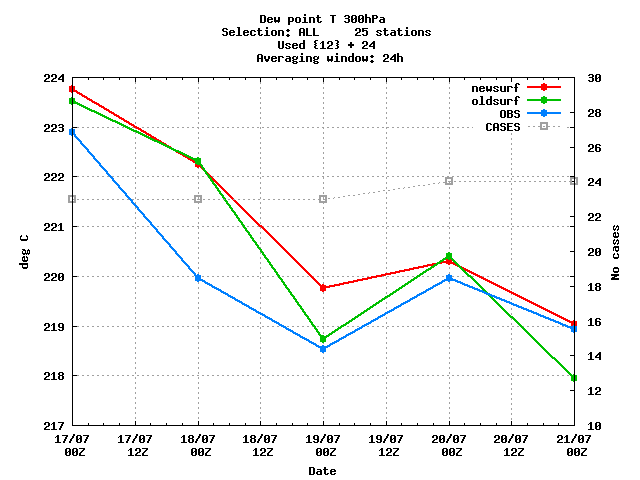 Dew point T 300hPa
Selection: ALL     25 stations
Used {12} + 24
Averaging window: 24h
224
223
222
221
220
219
218
217
deg C
30
28
26
24
22
20
18
16
14
12
10
No cases
newsurf
oldsurf
OBS
CASES
17/07 17/07 18/07 18/07 19/07 19/07 20/07 20/07 21/07
00Z 12Z 00Z 12Z 00Z 12Z 00Z 12Z 00Z
Date